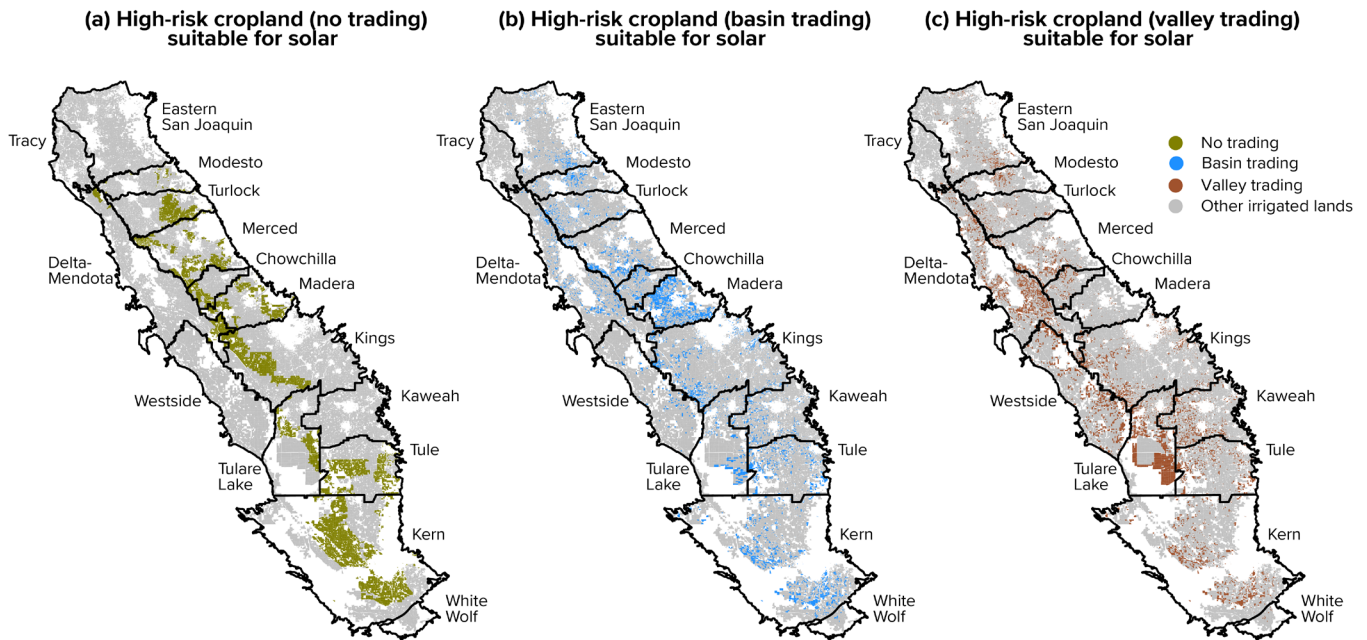 (a) High-risk cropland (no trading)
suitable for solar
Eastern
San Joaquin
Tracy
Modesto
Turlock
Merced
Delta-
Mendota
Chowchilla
Madera
Kings
Westside
Kaweah
Tule
Tulare
Lake
Kern
White
Wolf
(b) High-risk cropland (basin trading)
suitable for solar
Eastern
San Joaquin
Tracy
Modesto
Turlock
Merced
Delta-
Mendota
Chowchilla
Madera
Kings
Westside
Kaweah
Tule
Tulare
Lake
Kern
White
Wolf
(c) High-risk cropland (valley trading)
suitable for solar
Eastern
San Joaquin
Tracy
Modesto
Turlock
Merced
Delta-
Mendota
Chowchilla
Madera
Kings
Westside
Kaweah
Tule
Tulare
Lake
Kern
White
Wolf
No trading
Basin trading
Valley trading
Other irrigated lands